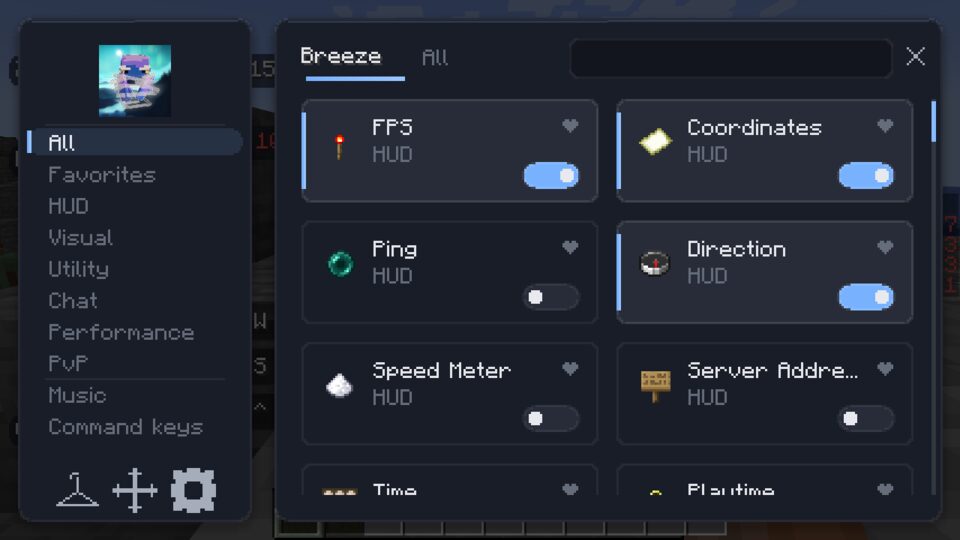 Breeze
All
All
Favorites
HUD
Visual
Utility
Chat
Performance
PvP
Music
Command keys
FPS
HUD
Coordinates
HUD
Ping
HUD
Direction
HUD
Speed Meter
HUD
Server Addre...
HUD
Time
Playtime
15
W
S